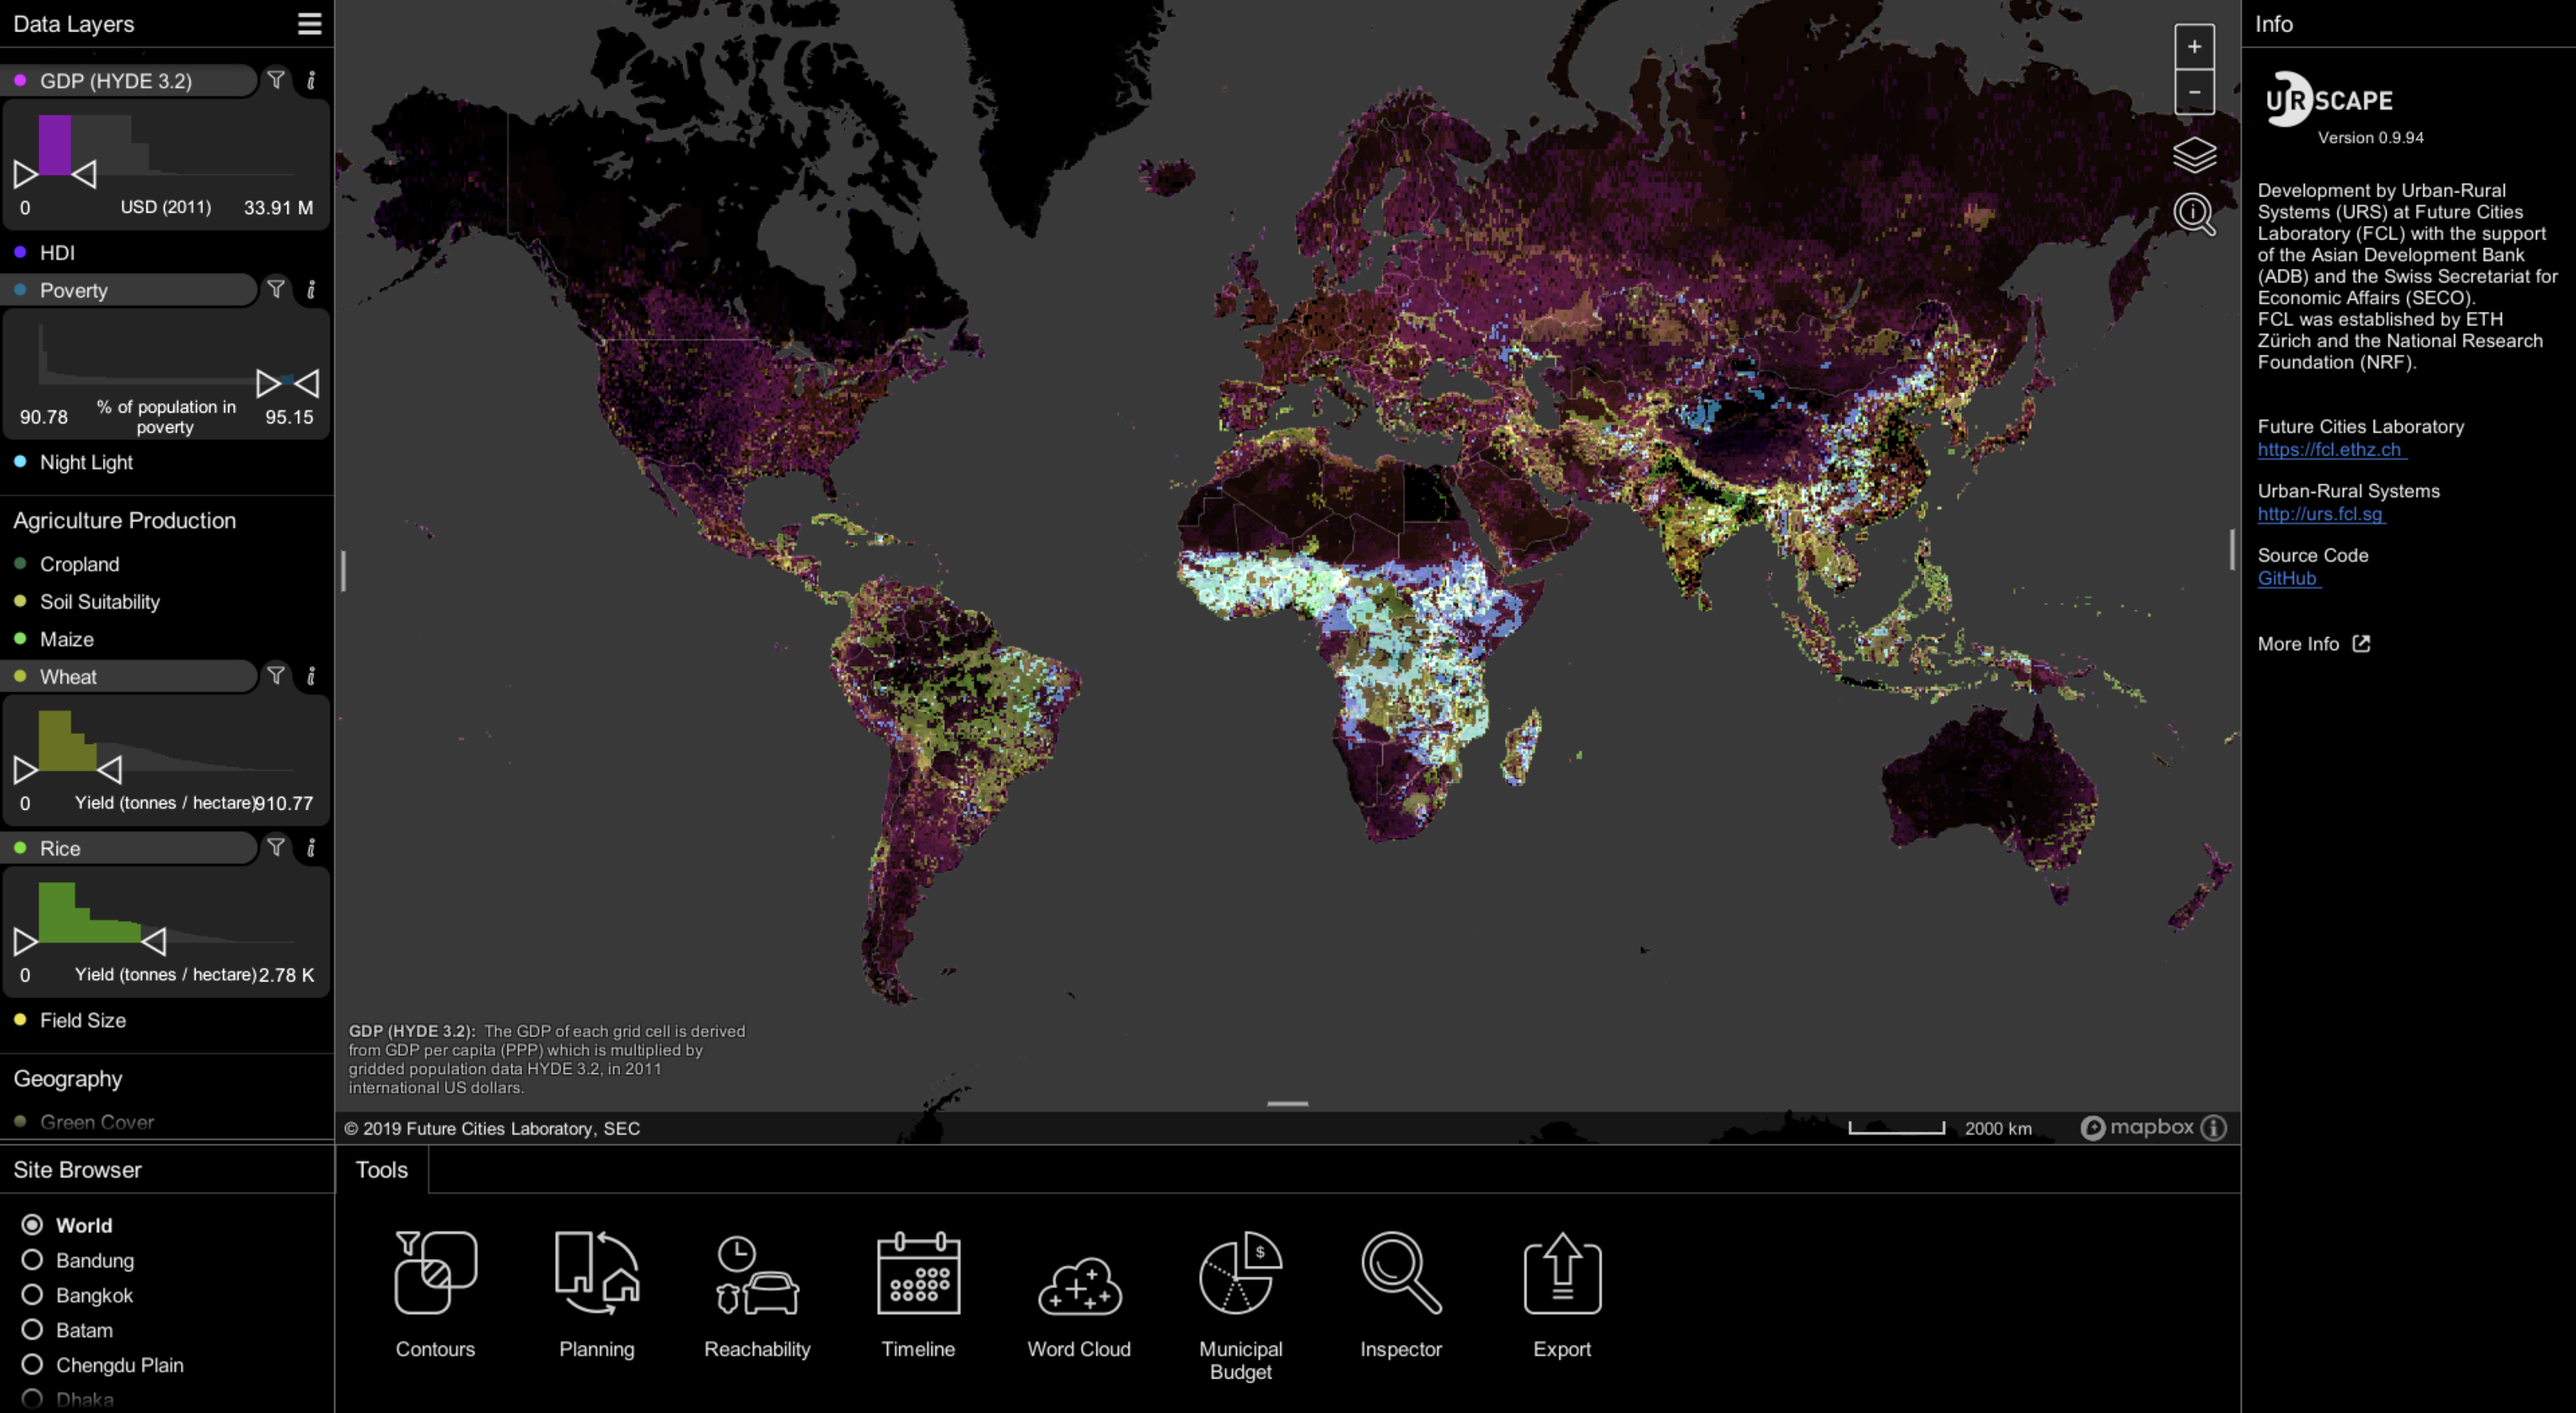 Data Layers
GDP (HYDE 3.2)
0 USD (2011) 33.91 M
HDI
Poverty
90.78 % of population in poverty 95.15
Night Light
Agriculture Production
Cropland
Soil Suitability
Maize
Wheat
0 Yield (tonnes / hectare) 910.77
Rice
0 Yield (tonnes / hectare) 2.78 K
Field Size
Geography
Green Cover
Site Browser
World
Bandung
Bangkok
Batam
Chengdu Plain
Dhaka
+
−
GDP (HYDE 3.2): The GDP of each grid cell is derived
from GDP per capita (PPP) which is multiplied by
gridded population data HYDE 3.2, in 2011
international US dollars.
© 2019 Future Cities Laboratory, SEC
2000 km
mapbox
Tools
Contours
Planning
Reachability
Timeline
Word Cloud
$
Municipal
Budget
Inspector
Export
Info
URSCAPE
Version 0.9.94
Development by Urban-Rural
Systems (URS) at Future Cities
Laboratory (FCL) with the support
of the Asian Development Bank
(ADB) and the Swiss Secretariat for
Economic Affairs (SECO).
FCL was established by ETH
Zürich and the National Research
Foundation (NRF).
Future Cities Laboratory
https://fcl.ethz.ch
Urban-Rural Systems
http://urs.fcl.sg
Source Code
GitHub
More Info